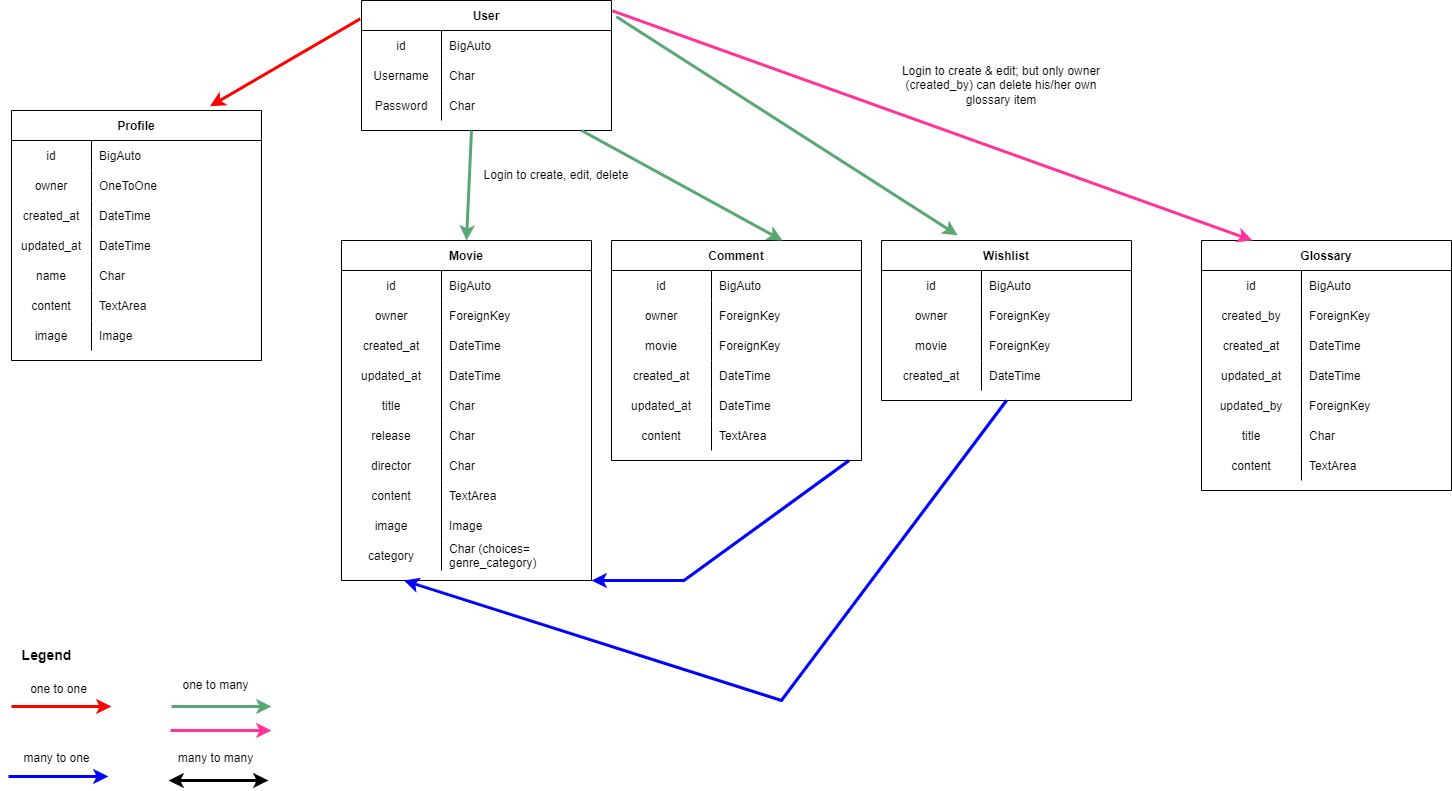 User
id BigAuto
Username Char
Password Char
Login to create & edit; but only owner
(created_by) can delete his/her own
glossary item
Profile
id BigAuto
owner OneToOne
created_at DateTime
updated_at DateTime
name Char
content TextArea
image Image
Login to create, edit, delete
Movie
id BigAuto
owner ForeignKey
created_at DateTime
updated_at DateTime
title Char
release Char
director Char
content TextArea
image Image
category Char (choices=
genre_category)
Comment
id BigAuto
owner ForeignKey
movie ForeignKey
created_at DateTime
updated_at DateTime
content TextArea
Wishlist
id BigAuto
owner ForeignKey
movie ForeignKey
created_at DateTime
Glossary
id BigAuto
created_by ForeignKey
created_at DateTime
updated_at DateTime
updated_by ForeignKey
title Char
content TextArea
Legend
one to one
one to many
many to one
many to many